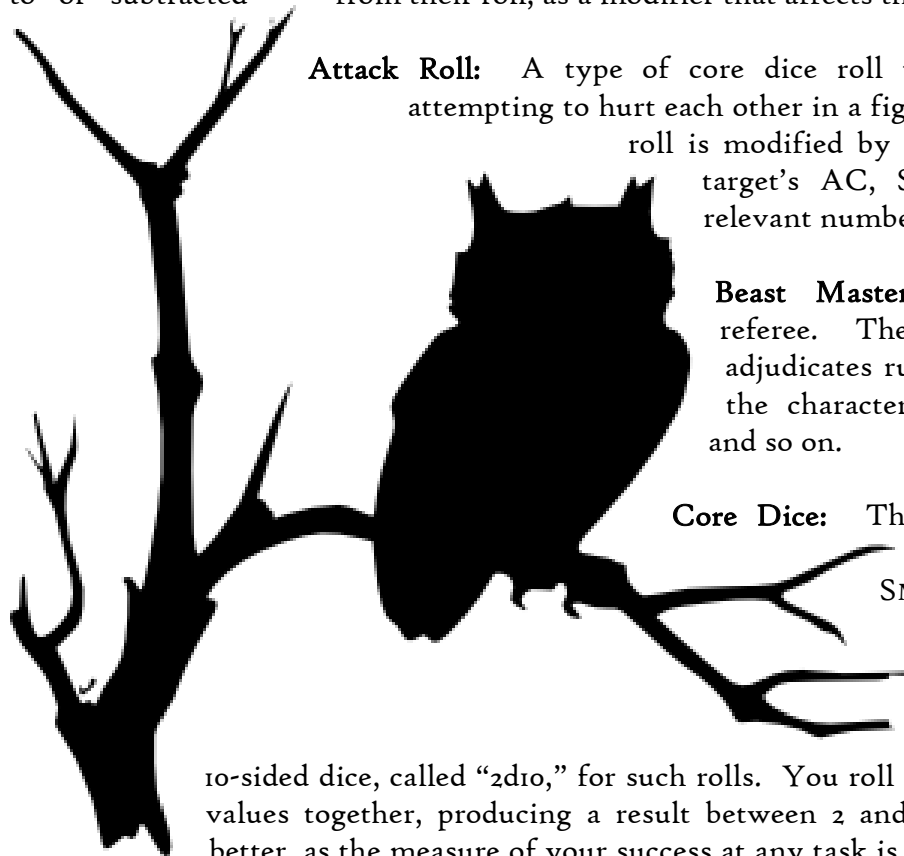 to or subtracted from their roll, as a modifier that affects
Attack Roll: A type of core dice roll
attempting to hurt each other in a fig
roll is modified by
target's AC, S
relevant numbe
Beast Master
referee. The
adjudicates ru
the character
and so on.
Core Dice: Th
SM
10-sided dice, called “2d10,” for such rolls. You roll
values together, producing a result between 2 and
better, as the measure of your success at any task is